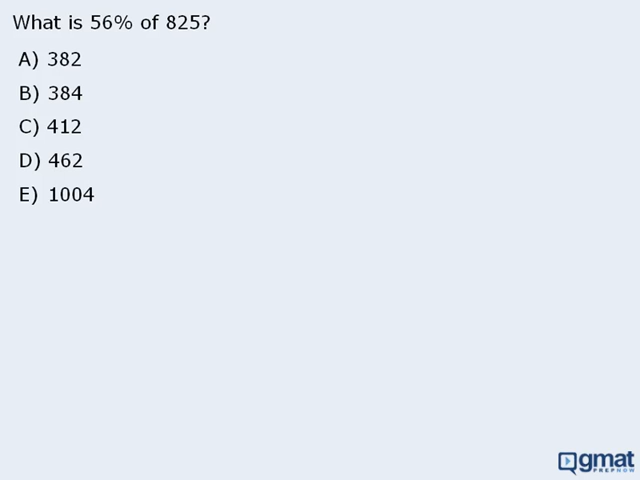 What is 56% of 825?
A) 382
B) 384
C) 412
D) 462
E) 1004
gmat
PREPNOW